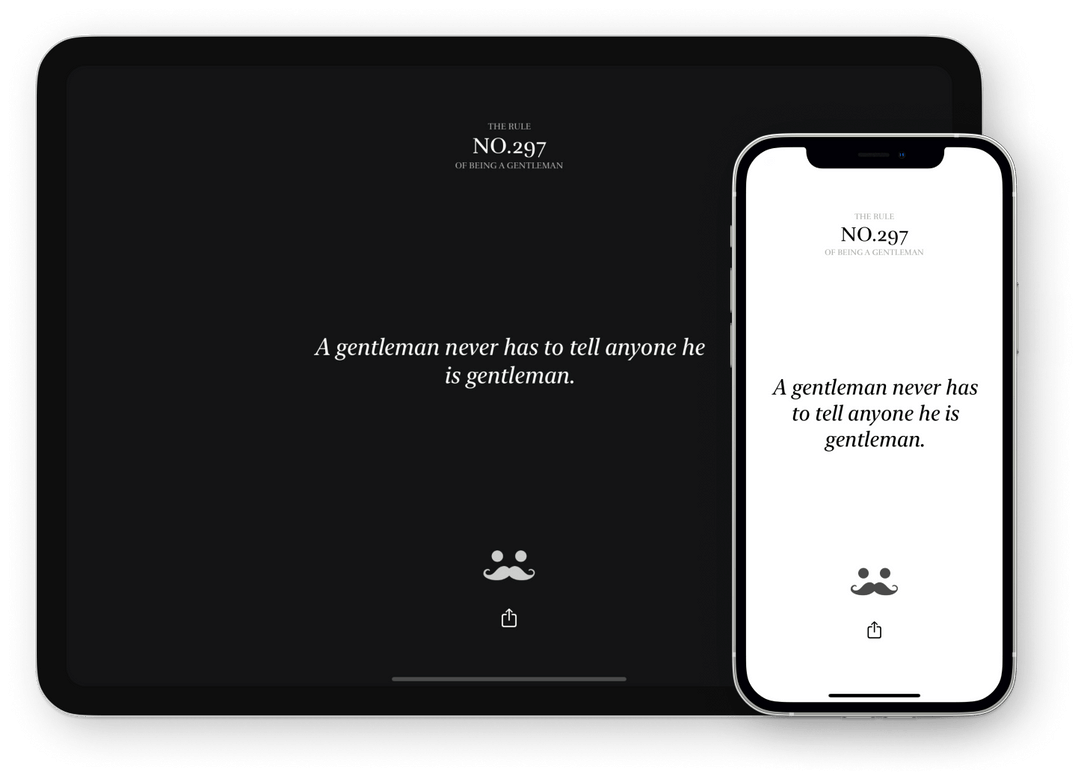 THE RULE
NO.297
OF BEING A GENTLEMAN
A gentleman never has to tell anyone he
is gentleman.
THE RULE
NO.297
OF BEING A GENTLEMAN
A gentleman never has
to tell anyone he is
gentleman.